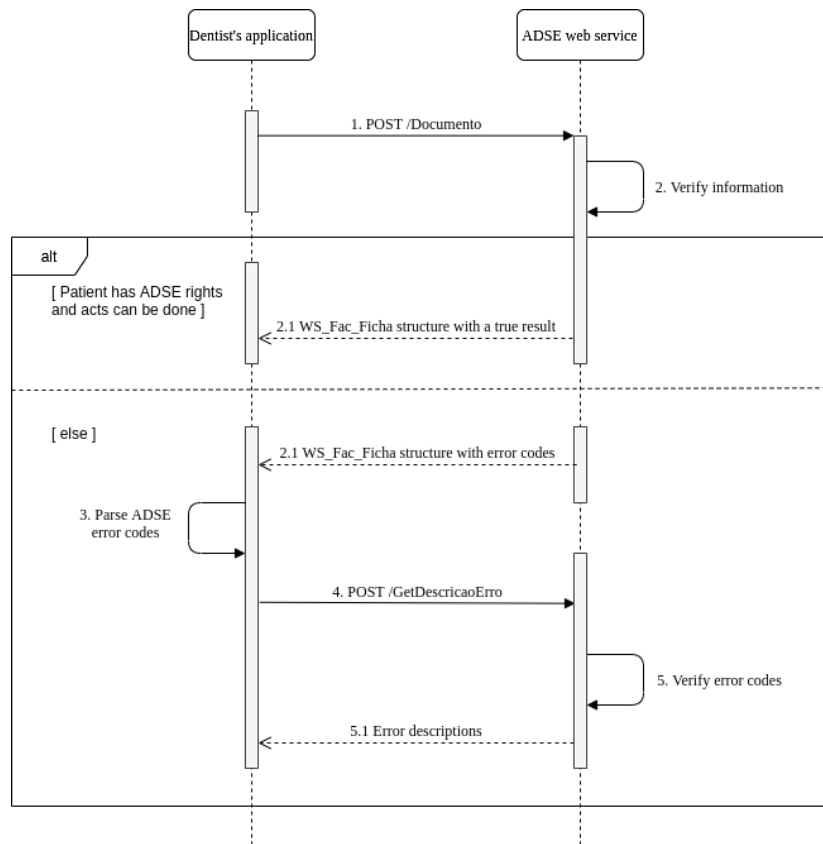 Dentist's application
ADSE web service
1. POST /Documento
2. Verify information
alt
[ Patient has ADSE rights
and acts can be done ]
2.1 WS_Fac_Ficha structure with a true result
[ else ]
2.1 WS_Fac_Ficha structure with error codes
3. Parse ADSE
error codes
4. POST /GetDescricaoErro
5. Verify error codes
5.1 Error descriptions